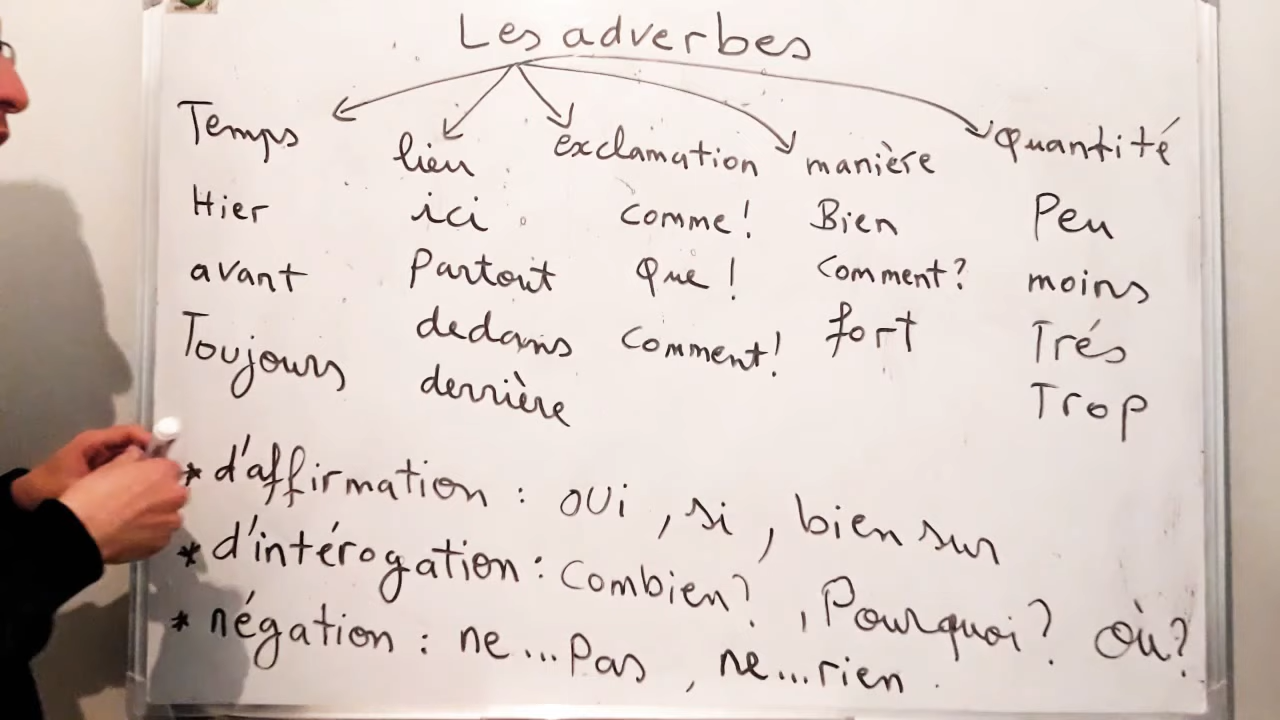 Les adverbes
Temps lieu exclamation manière Quantité
Hier ici comme! Bien Peu
avant Partout Que! Comment? moins
Toujours dedans Comment! fort Trés
derrière Trop
* d'affirmation : oui, si, bien sur
* d'intérogation : Combien?, Pourquoi? où?
* négation : ne...Pas, ne...rien.